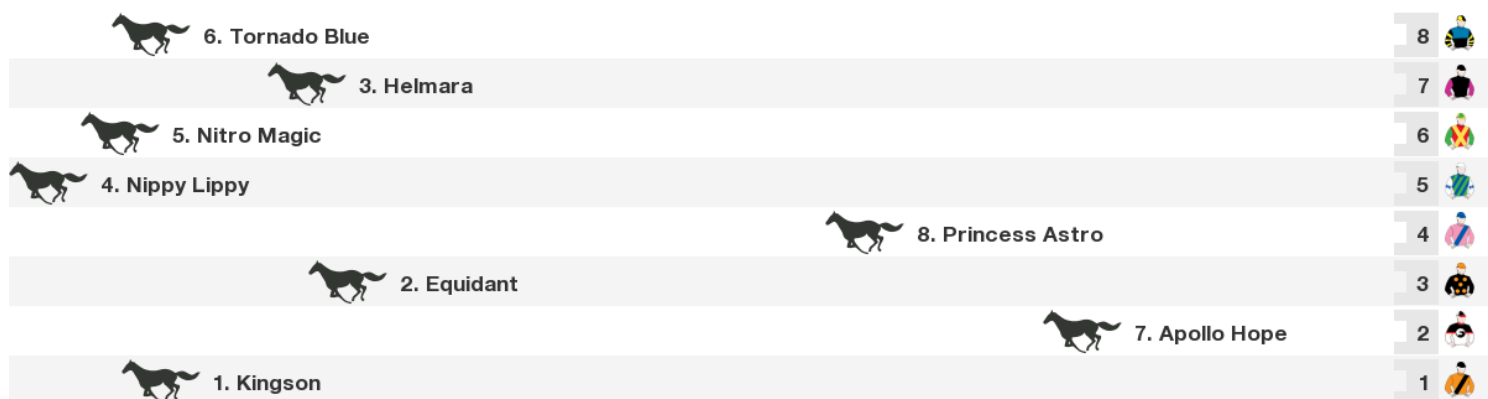 6. Tornado Blue 8
3. Helmara 7
5. Nitro Magic 6
4. Nippy Lippy 5
8. Princess Astro 4
2. Equidant 3
7. Apollo Hope 2
1. Kingson 1